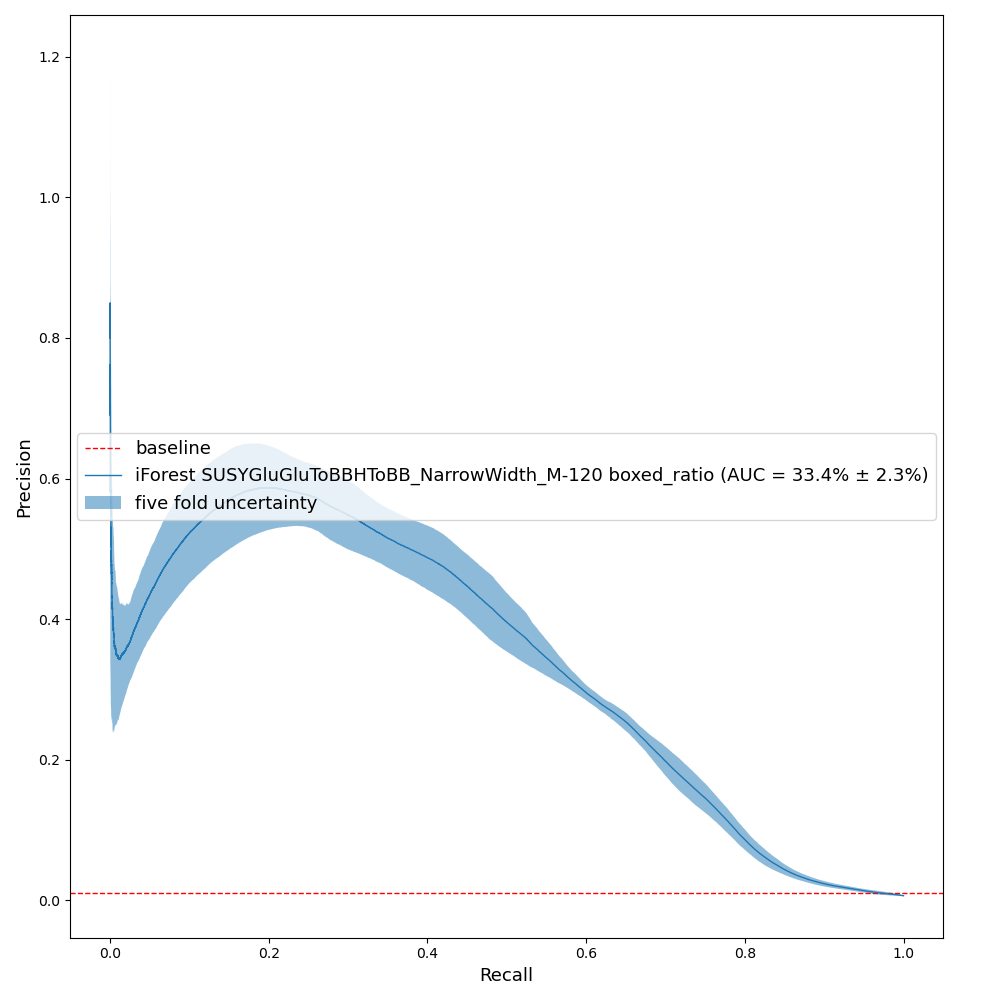 1.2
1.0
0.8
0.6
0.4
0.2
0.0
Precision
baseline
iForest SUSYGluGluToBBHToBB_NarrowWidth_M-120 boxed_ratio (AUC = 33.4% ± 2.3%)
five fold uncertainty
0.0 0.2 0.4 0.6 0.8 1.0
Recall